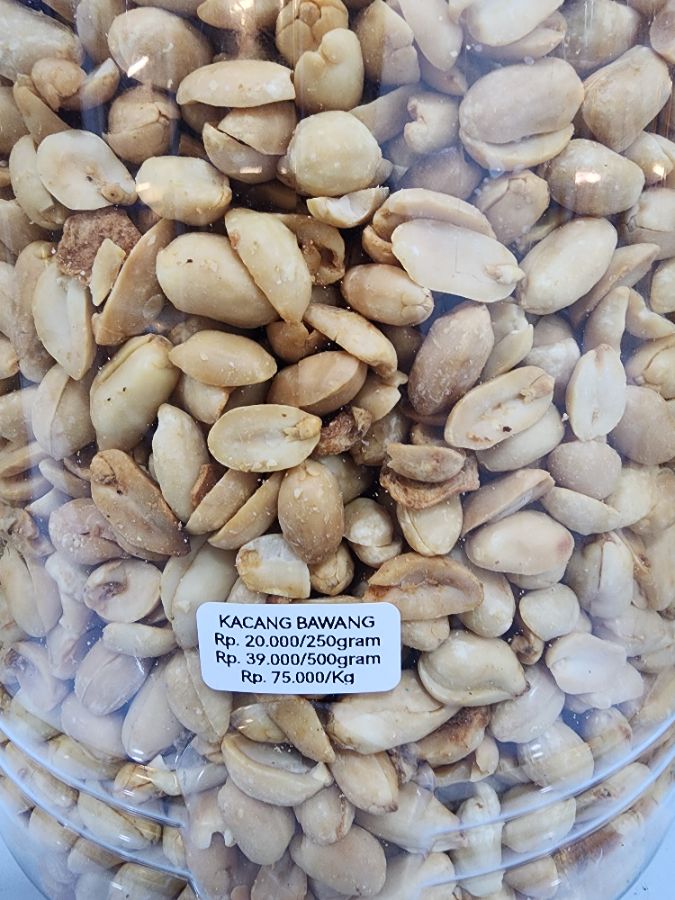 KACANG BAWANG
Rp. 20.000/250gram
Rp. 39.000/500gram
Rp. 75.000/Kg